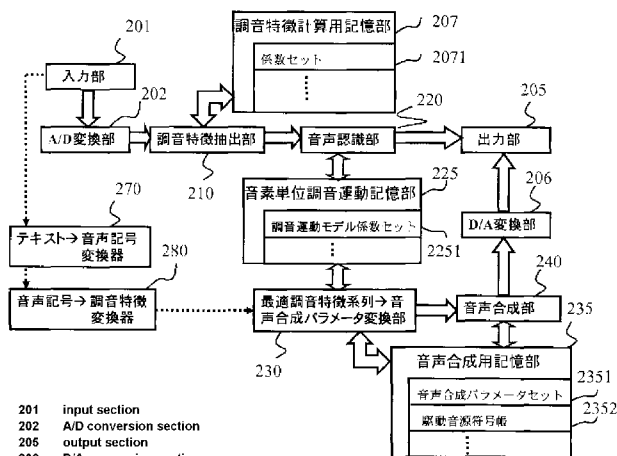 調音特徴計算用記憶部
207
201
係数セット
2071
入力部
202
220
205
A/D変換部
調音特徴抽出部
音声認識部
出力部
210
225
206
音素単位調音運動記憶部
270
調音運動モデル係数セット
2251
D/A変換部
テキスト→音声記号
変換器
280
240
音声記号→調音特徴
変換器
最適調音特徴系列→音
声合成パラメータ変換部
音声合成部
230
235
音声合成用記憶部
2351
音声合成パラメータセット
2352
駆動音源符号帳
201 input section
202 A/D conversion section
205 output section